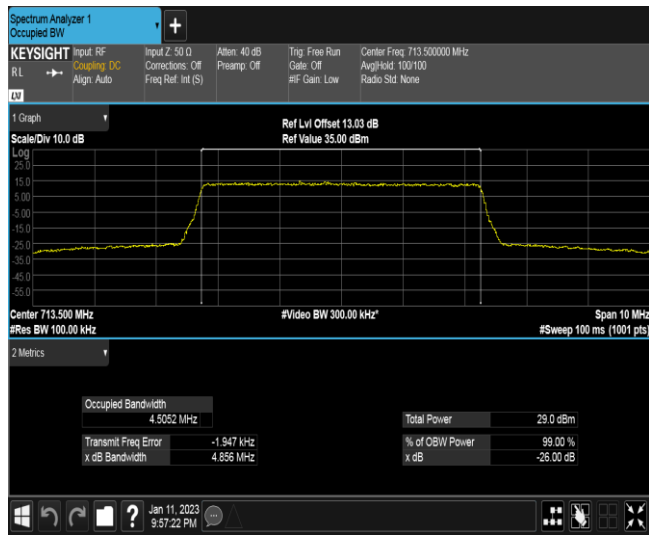 Spectrum Analyzer 1
Occupied BW
+
KEYSIGHT Input: RF Input Z: 50 Ω Atten: 40 dB Trig: Free Run Center Freq: 713.500000 MHz
RL Coupling: DC Corrections: Off Preamp: Off Gate: Off Avg|Hold: 100/100
Align: Auto Freq Ref: Int (S) #IF Gain: Low Radio Std: None
LXI
1 Graph
Ref Lvl Offset 13.03 dB
Scale/Div 10.0 dB Ref Value 35.00 dBm
Log
25.0
15.0
5.00
-5.00
-15.0
-25.0
-35.0
-45.0
-55.0
Center 713.500 MHz #Video BW 300.00 kHz* Span 10 MHz
#Res BW 100.00 kHz #Sweep 100 ms (1001 pts)
2 Metrics
Occupied Bandwidth
4.5052 MHz Total Power 29.0 dBm
Transmit Freq Error -1.947 kHz % of OBW Power 99.00 %
x dB Bandwidth 4.856 MHz x dB -26.00 dB
? Jan 11, 2023
9:57:22 PM